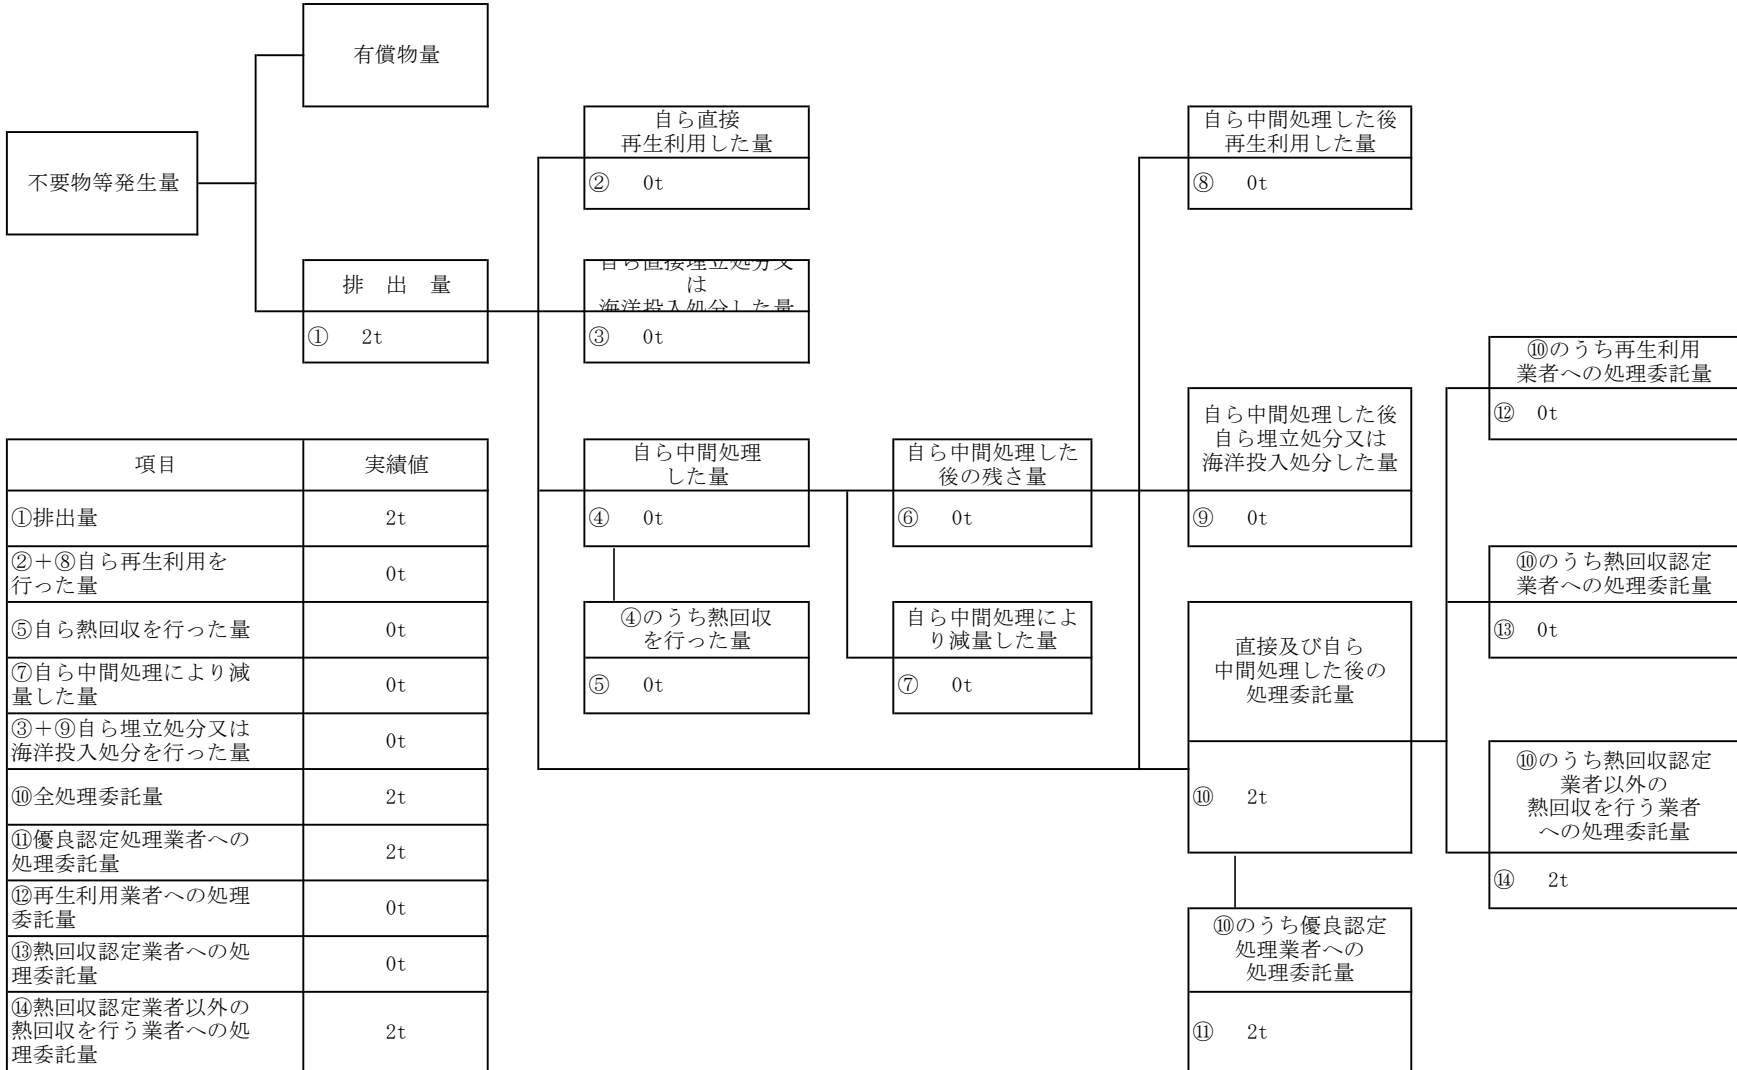 有償物量
不要物等発生量
排　出　量
① 2t
自ら直接
再生利用した量
② 0t
自ら直接埋立処分又
は
海洋投入処分した量
③ 0t
自ら中間処理
した量
④ 0t
④のうち熱回収
を行った量
⑤ 0t
自ら中間処理した
後の残さ量
⑥ 0t
自ら中間処理によ
り減量した量
⑦ 0t
自ら中間処理した後
再生利用した量
⑧ 0t
自ら中間処理した後
自ら埋立処分又は
海洋投入処分した量
⑨ 0t
直接及び自ら
中間処理した後の
処理委託量
⑩ 2t
⑩のうち優良認定
処理業者への
処理委託量
⑪ 2t
⑩のうち再生利用
業者への処理委託量
⑫ 0t
⑩のうち熱回収認定
業者への処理委託量
⑬ 0t
⑩のうち熱回収認定
業者以外の
熱回収を行う業者
への処理委託量
⑭ 2t
項目 実績値
①排出量 2t
②＋⑧自ら再生利用を
行った量 0t
⑤自ら熱回収を行った量 0t
⑦自ら中間処理により減
量した量 0t
③＋⑨自ら埋立処分又は
海洋投入処分を行った量 0t
⑩全処理委託量 2t
⑪優良認定処理業者への
処理委託量 2t
⑫再生利用業者への処理
委託量 0t
⑬熱回収認定業者への処
理委託量 0t
⑭熱回収認定業者以外の
熱回収を行う業者への処
理委託量 2t